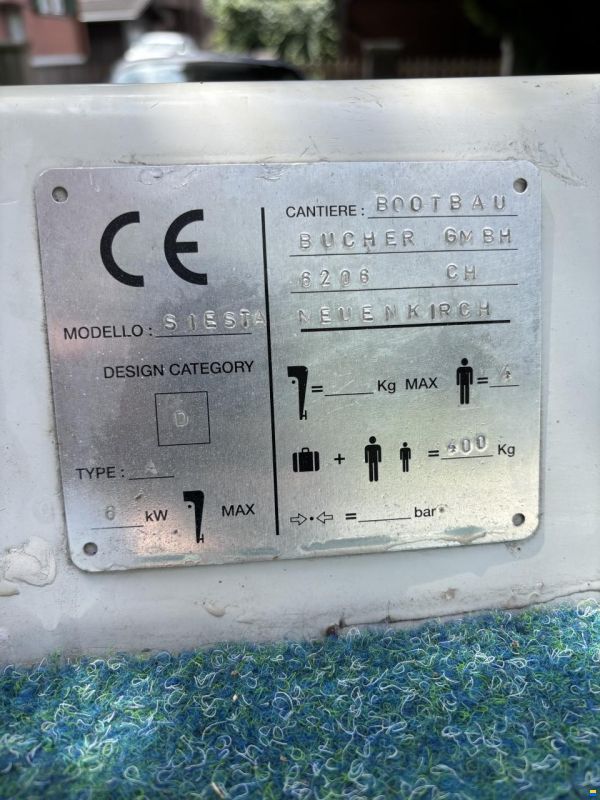 CE
MODELLO : SIESTA
DESIGN CATEGORY
D
TYPE : A
6 kW MAX
CANTIERE : BOOTBAU
BUCHER GMBH
6206 CH
NEUENKIRCH
= Kg MAX = 4
+ = 400 Kg
= bar